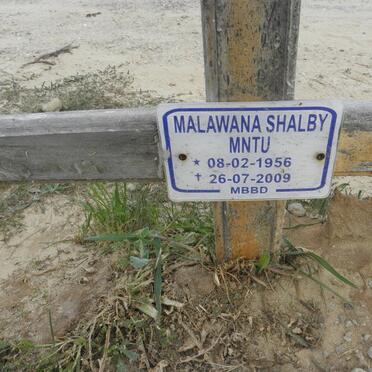 MALAWANA SHALBY
MNTU
* 08-02-1956
✝ 26-07-2009
MBBD